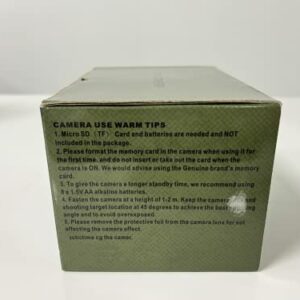 CAMERA USE WARM TIPS
1. Micro SD (TF) Card and batteries are needed and NOT
included in the package.
2. Please format the memory card in the camera when using it for
the first time, and do not insert or take out the card when the
camera is ON. We would advise using the Genuine brand's memory
card.
3. To give the camera a longer standby time, we recommend using
8 x 1.5V AA alkaline batteries.
4. Fasten the camera at a height of 1-2 m. Keep the camera and
shooting target location at 45 degrees to achieve the best
angle and to avoid overexposed.
5. Please remove the protective foil from the camera lens for not
affecting the camera effect.